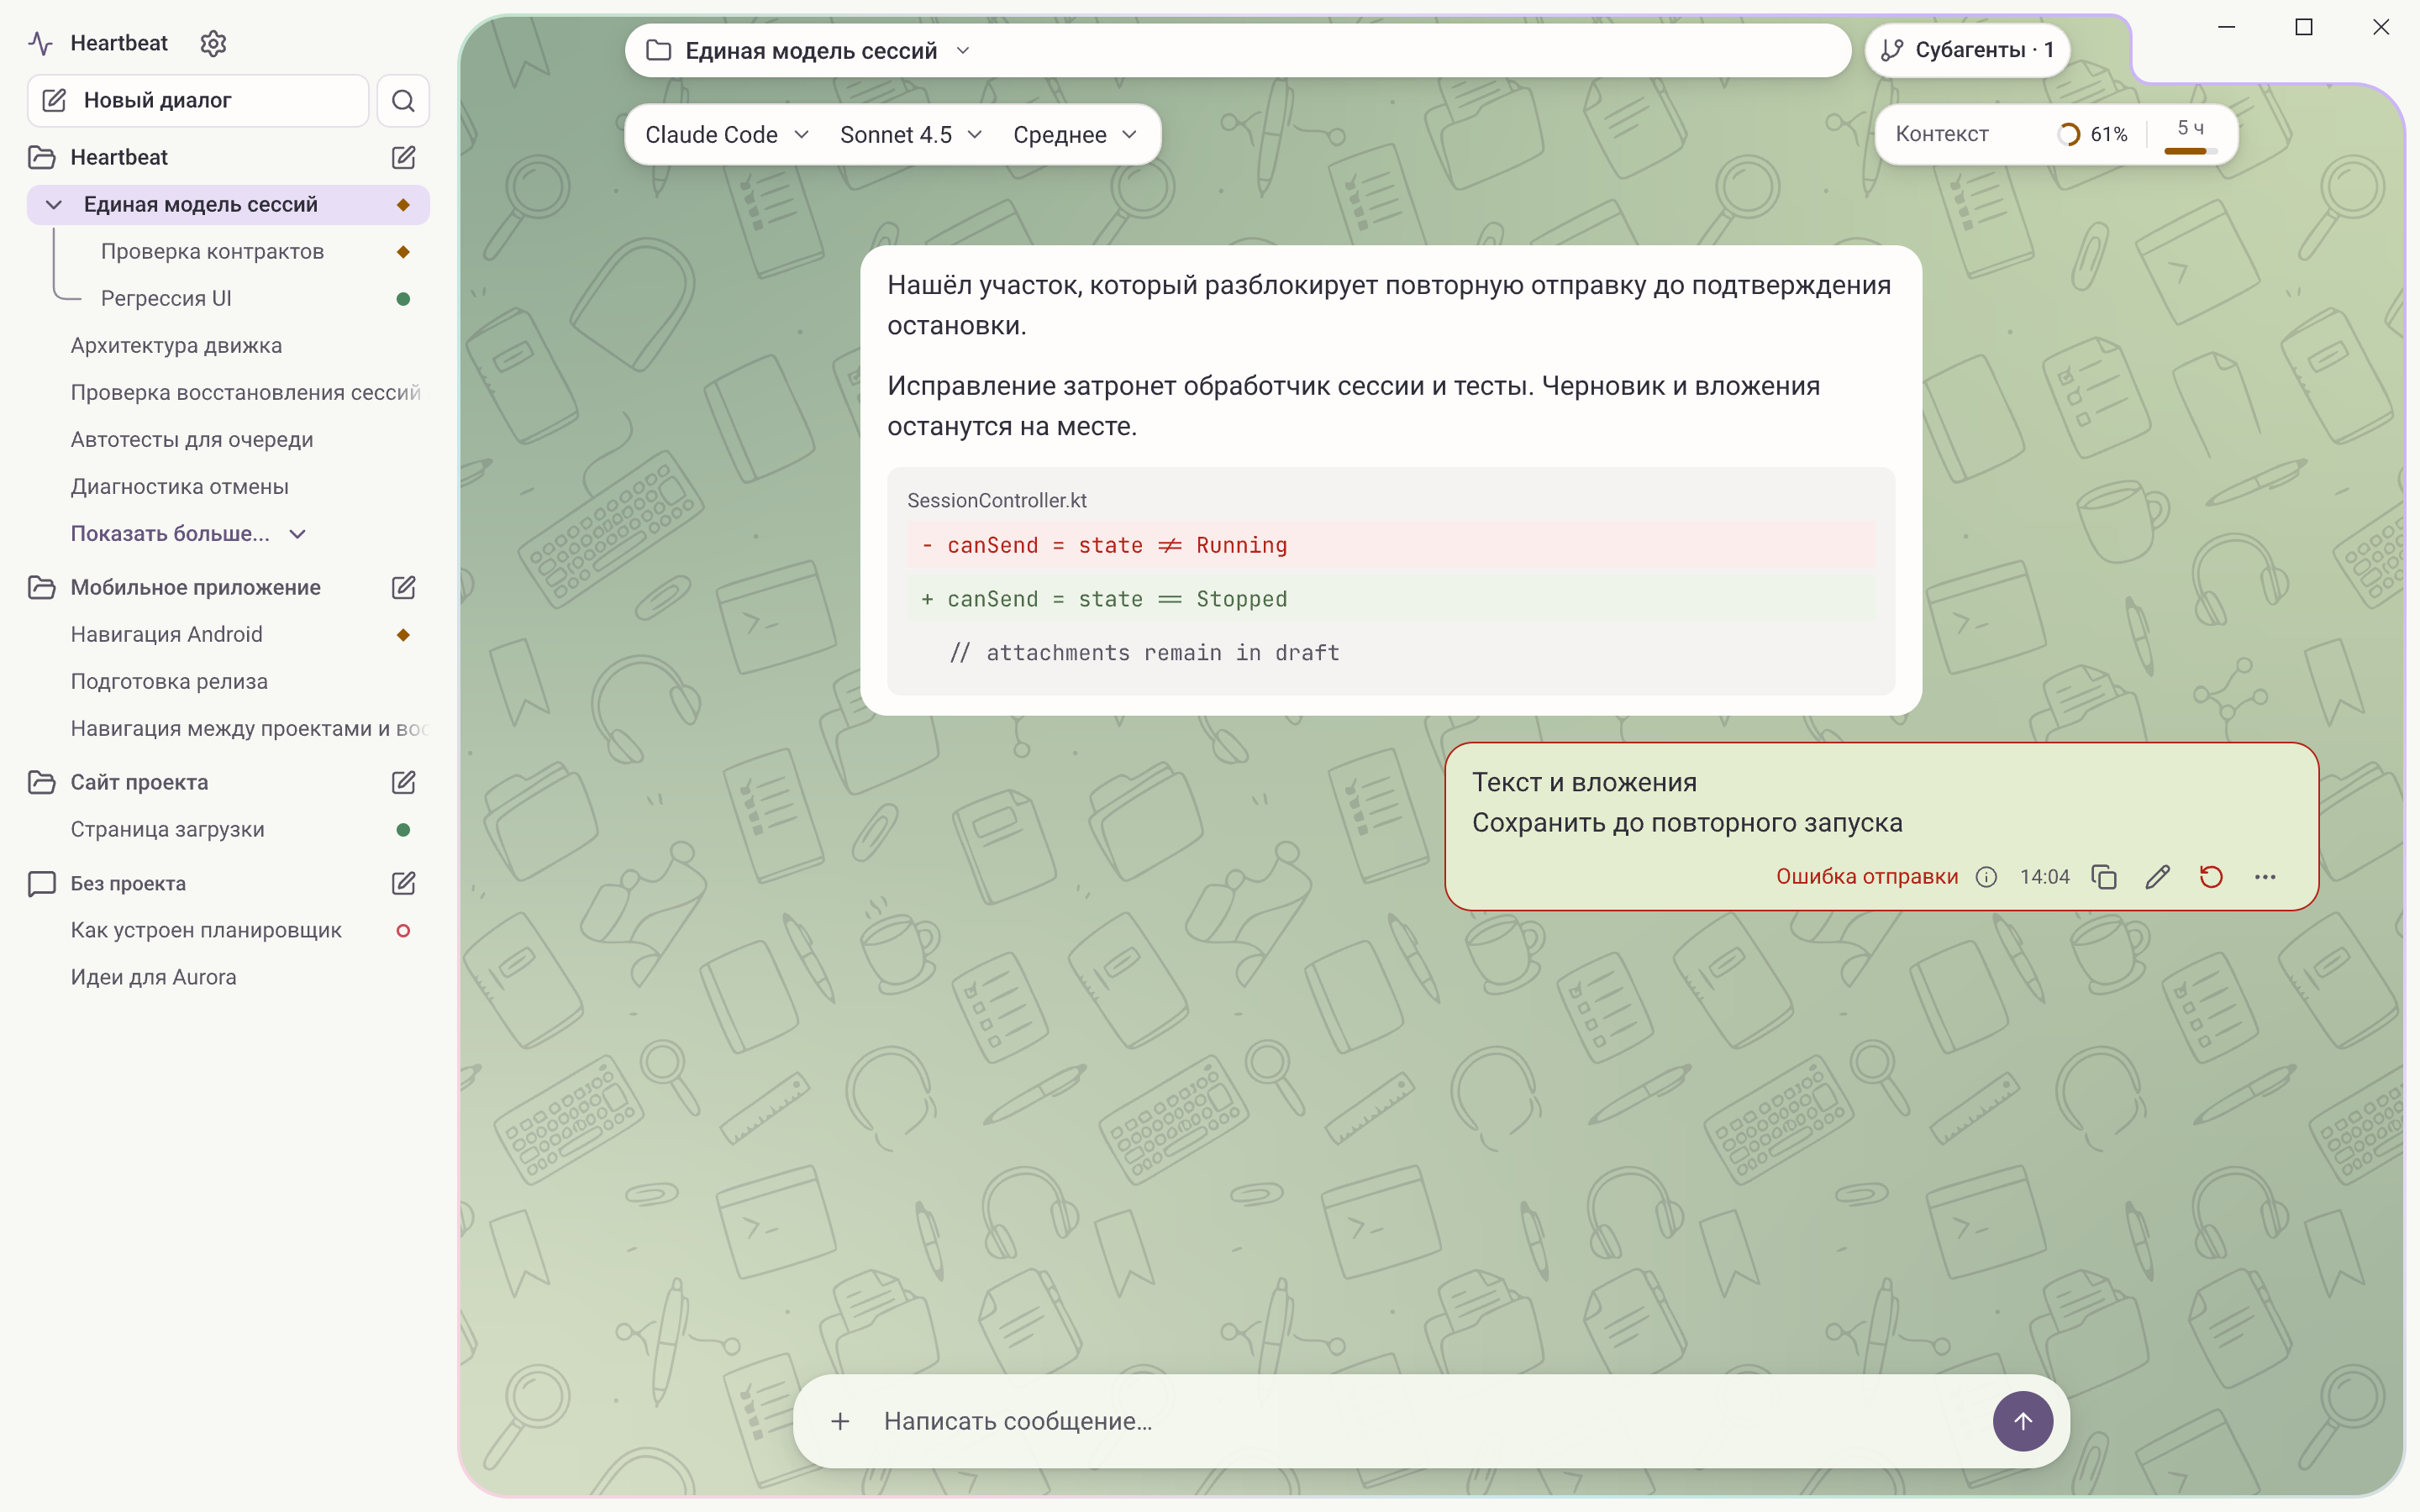 Heartbeat
Новый диалог
Heartbeat
Единая модель сессий
Проверка контрактов
Регрессия UI
Архитектура движка
Проверка восстановления сессий
Автотесты для очереди
Диагностика отмены
Показать больше...
Мобильное приложение
Навигация Android
Подготовка релиза
Навигация между проектами и вос
Сайт проекта
Страница загрузки
Без проекта
Как устроен планировщик
Идеи для Aurora
Единая модель сессий
Субагенты · 1
Claude Code
Sonnet 4.5
Среднее
Контекст
61%
5 ч
Нашёл участок, который разблокирует повторную отправку до подтверждения
остановки.
Исправление затронет обработчик сессии и тесты. Черновик и вложения
останутся на месте.
SessionController.kt
- canSend = state != Running
+ canSend = state == Stopped
// attachments remain in draft
Текст и вложения
Сохранить до повторного запуска
Ошибка отправки
14:04
Написать сообщение…